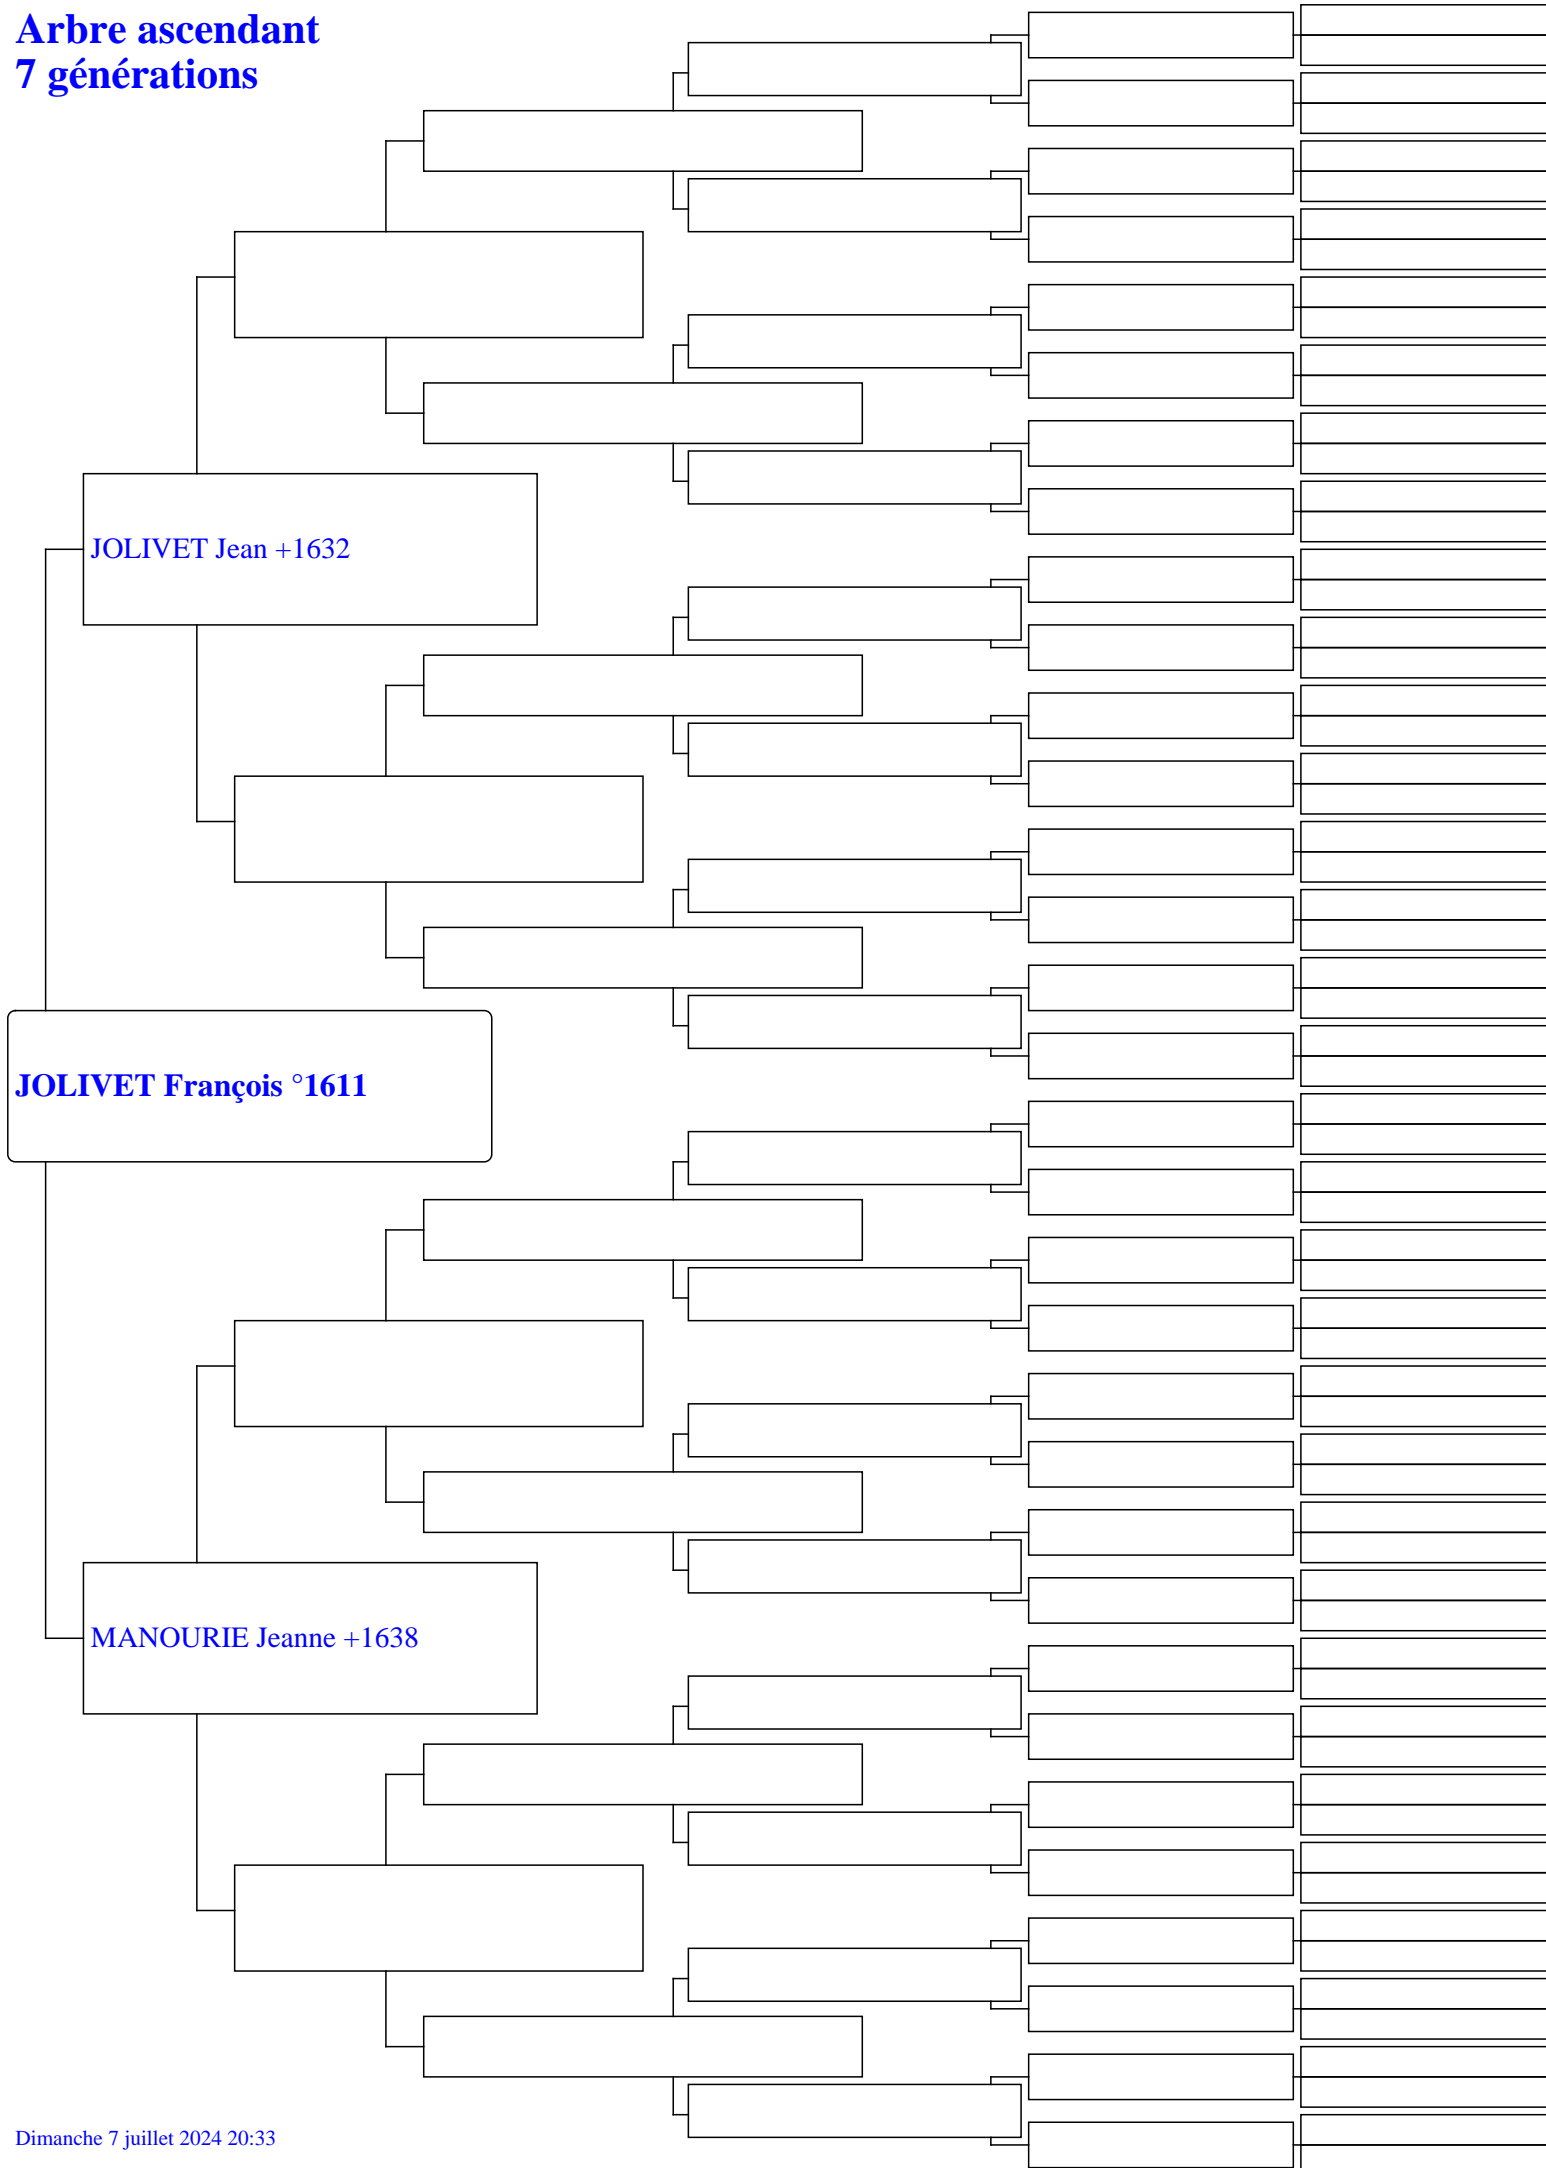 Arbre ascendant
7 générations
JOLIVET Jean +1632
JOLIVET François °1611
MANOURIE Jeanne +1638
Dimanche 7 juillet 2024 20:33